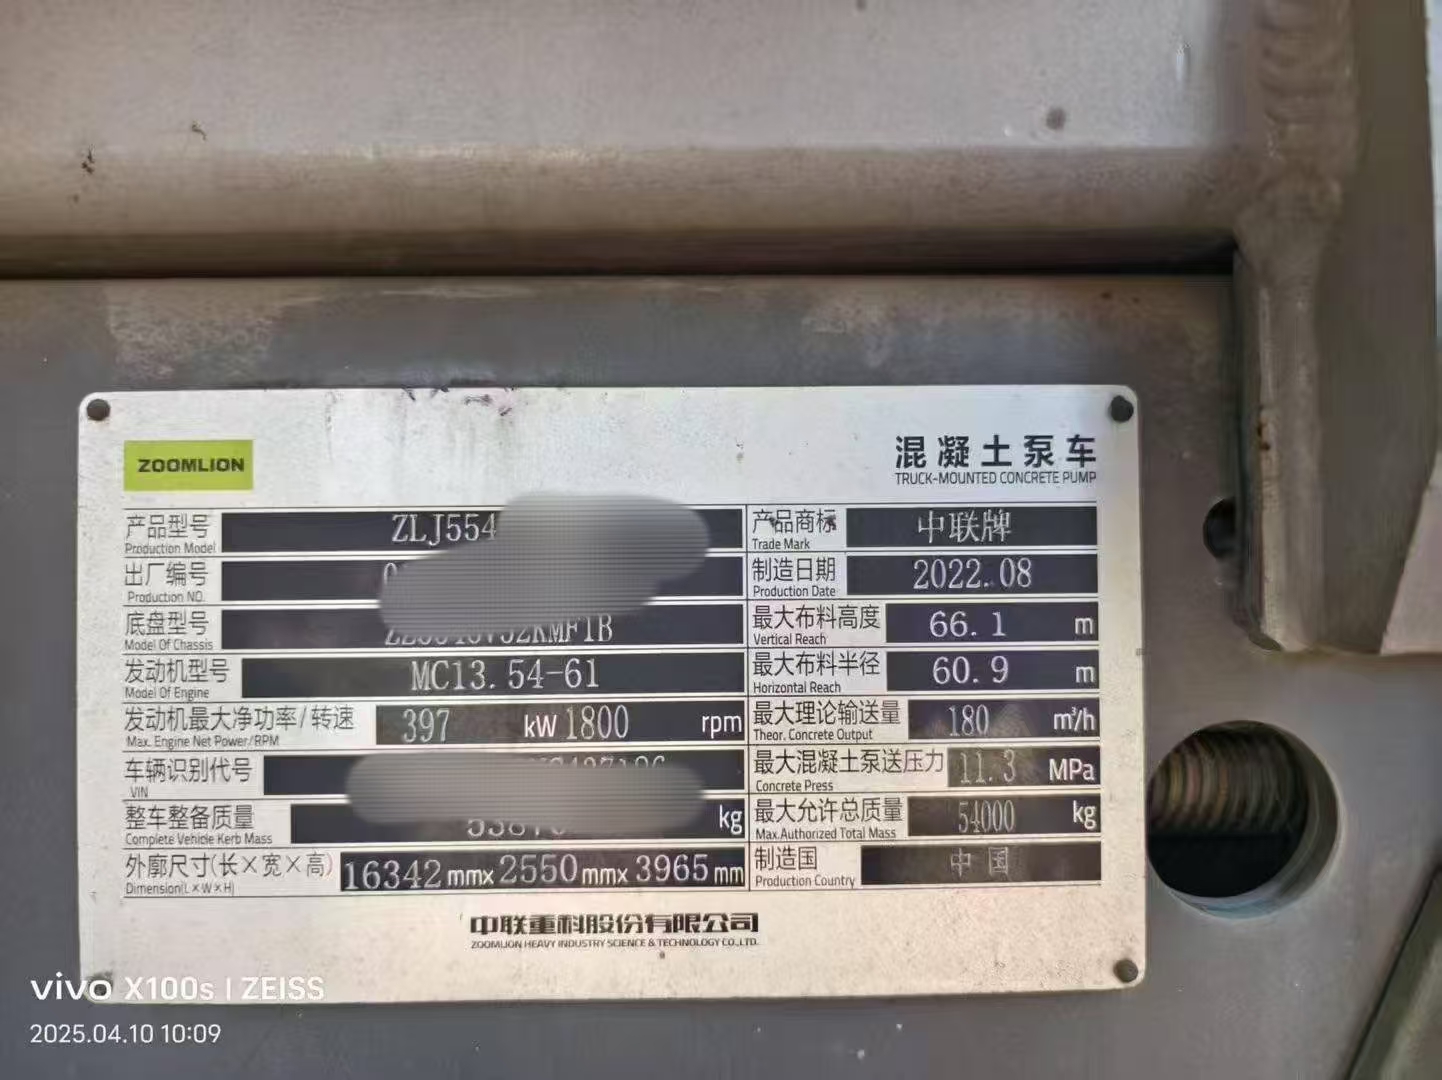 ZOOMLION
混凝土泵车
TRUCK-MOUNTED CONCRETE PUMP
产品型号 ZLJ554
Production Model
产品商标 中联牌
Trade Mark
出厂编号
Production NO.
制造日期 2022.08
Production Date
底盘型号
Model Of Chassis
最大布料高度 66.1 m
Vertical Reach
发动机型号 MC13.54-61
Model Of Engine
最大布料半径 60.9 m
Horizontal Reach
发动机最大净功率/转速 397 kW 1800 rpm
Max. Engine Net Power/RPM
最大理论输送量 180 m³/h
Theor. Concrete Output
车辆识别代号
VIN
最大混凝土泵送压力 11.3 MPa
Concrete Press
整车整备质量 kg
Complete Vehicle Kerb Mass
最大允许总质量 54000 kg
Max.Authorized Total Mass
外廓尺寸(长×宽×高) 16342mmx2550mmx3965mm
Dimension(L×W×H)
制造国 中国
Production Country
中联重科股份有限公司
ZOOMLION HEAVY INDUSTRY SCIENCE & TECHNOLOGY CO.,LTD.
vivo X100s | ZEISS
2025.04.10 10:09